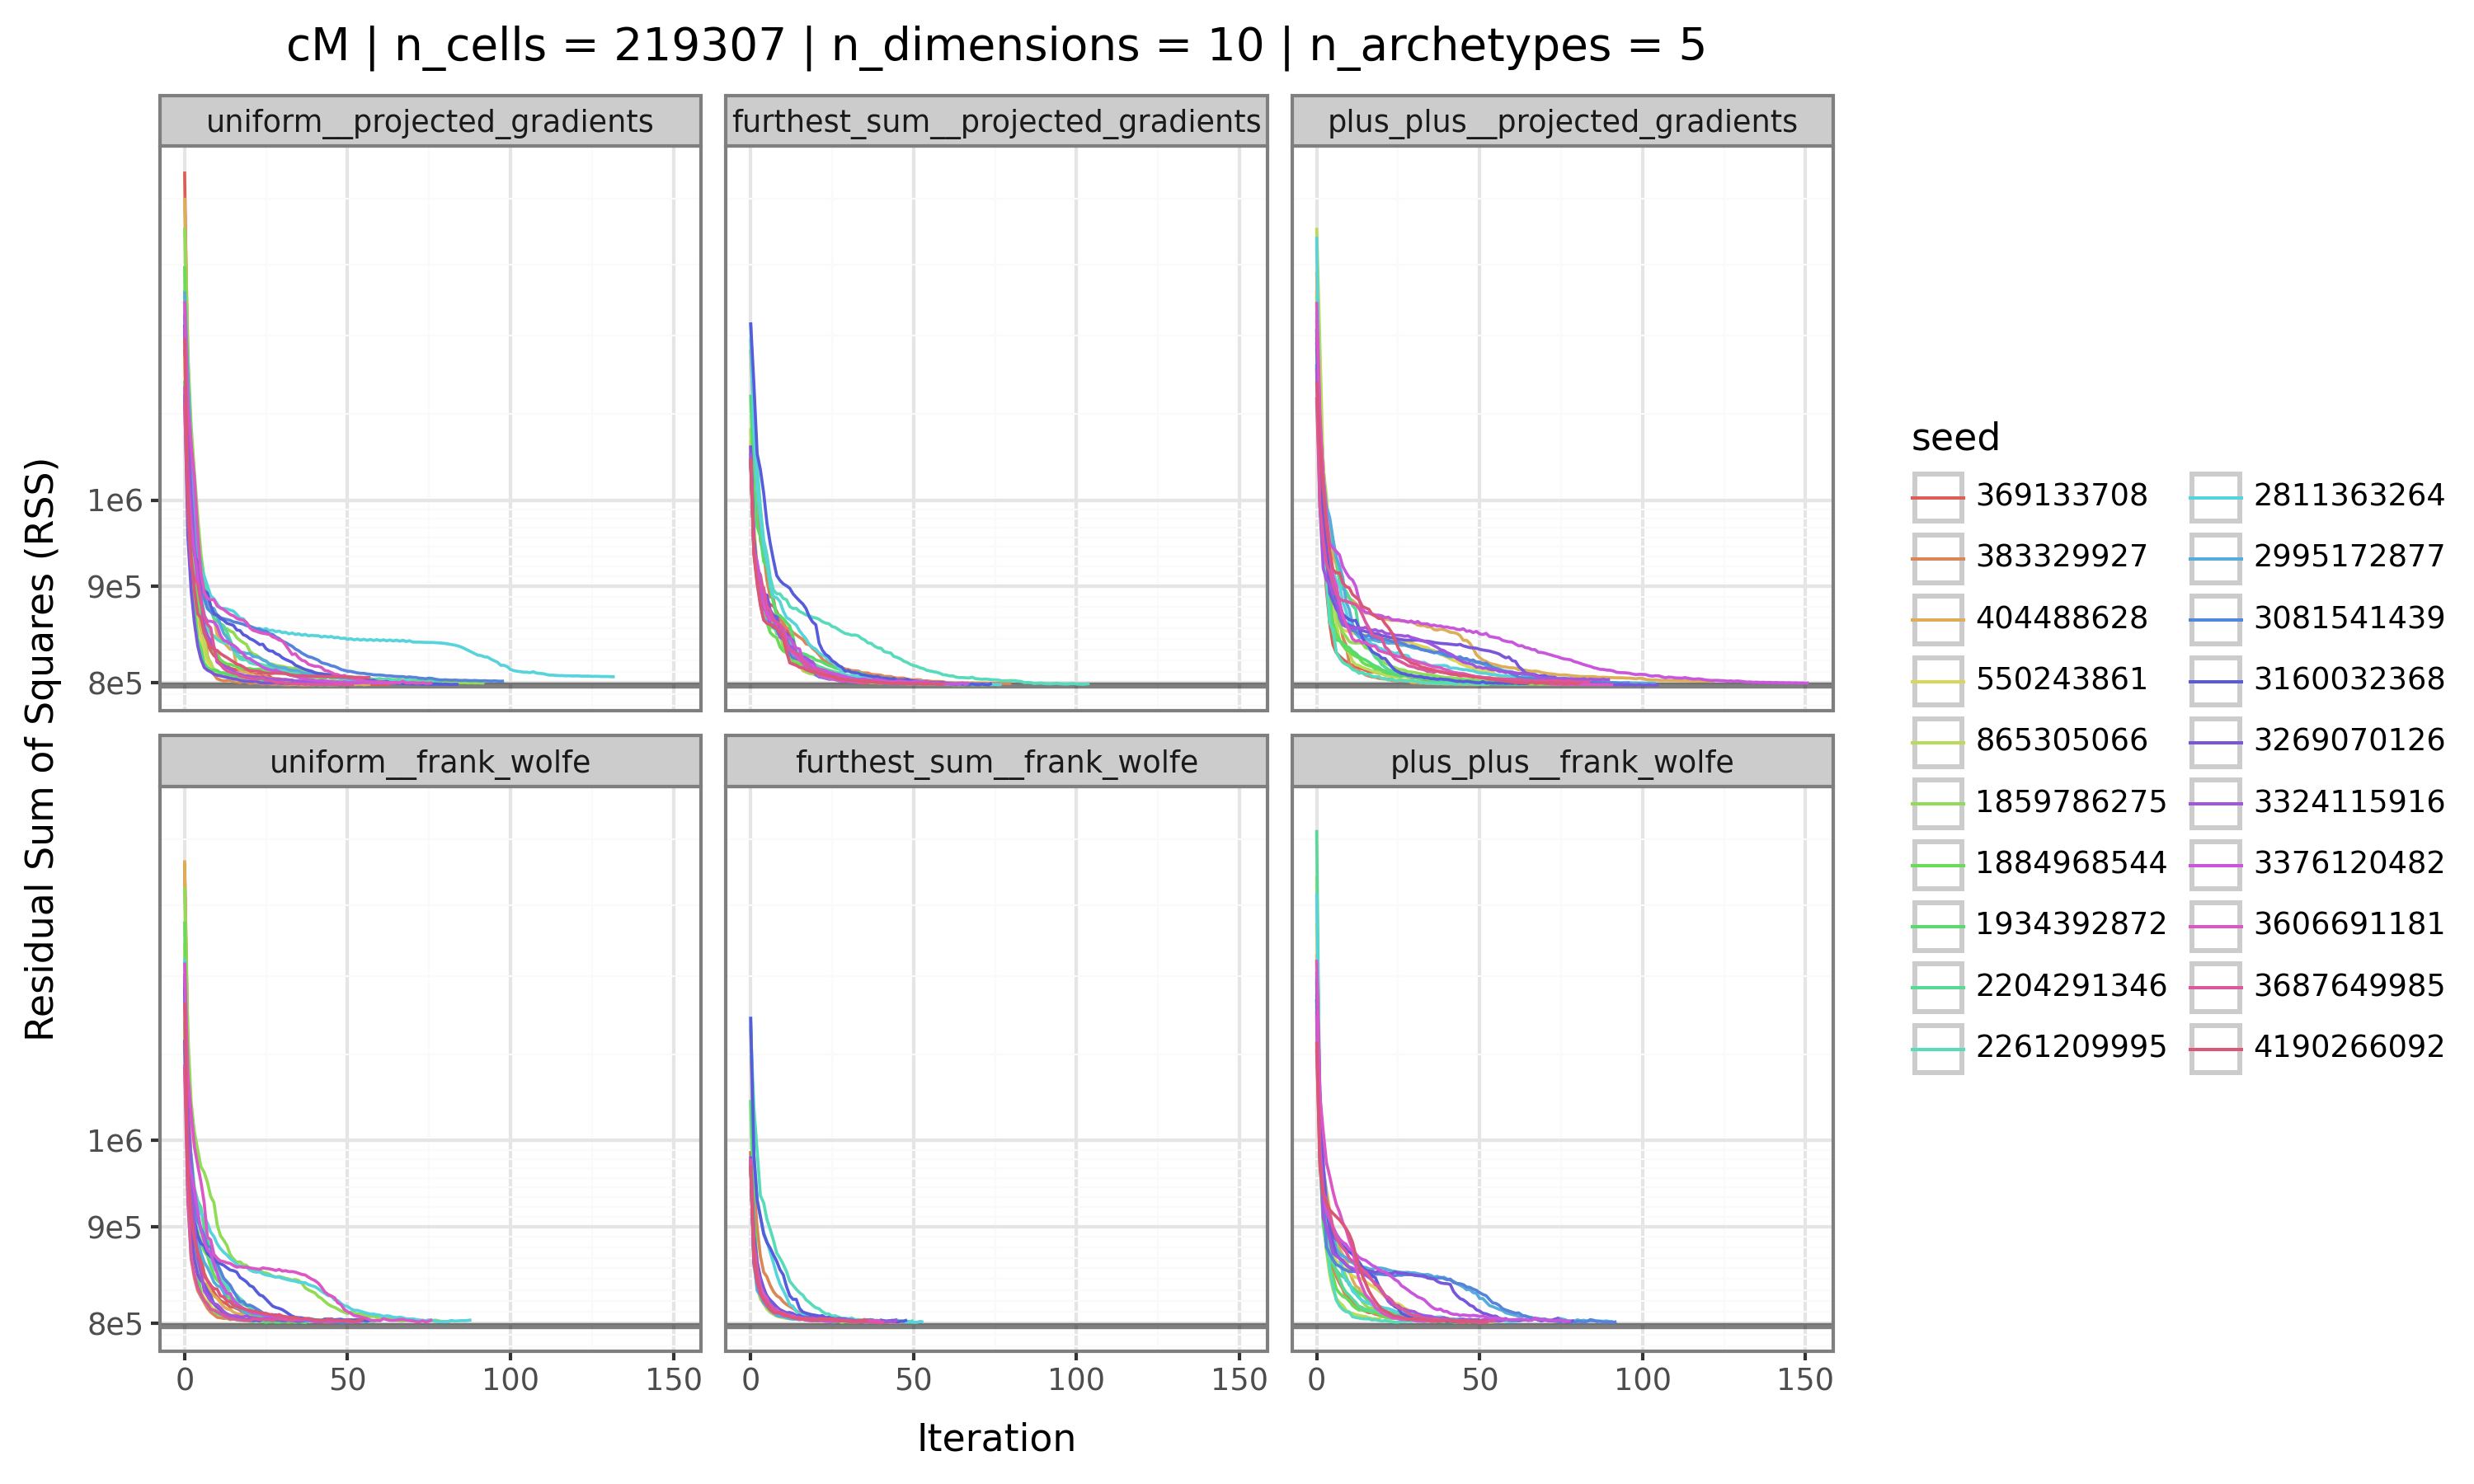 cM | n_cells = 219307 | n_dimensions = 10 | n_archetypes = 5
uniform__projected_gradients
furthest_sum__projected_gradients
plus_plus__projected_gradients
1e6
9e5
8e5
uniform__frank_wolfe
furthest_sum__frank_wolfe
plus_plus__frank_wolfe
1e6
9e5
8e5
0 50 100 150
0 50 100 150
0 50 100 150
Iteration
Residual Sum of Squares (RSS)
seed
369133708
383329927
404488628
550243861
865305066
1859786275
1884968544
1934392872
2204291346
2261209995
2811363264
2995172877
3081541439
3160032368
3269070126
3324115916
3376120482
3606691181
3687649985
4190266092